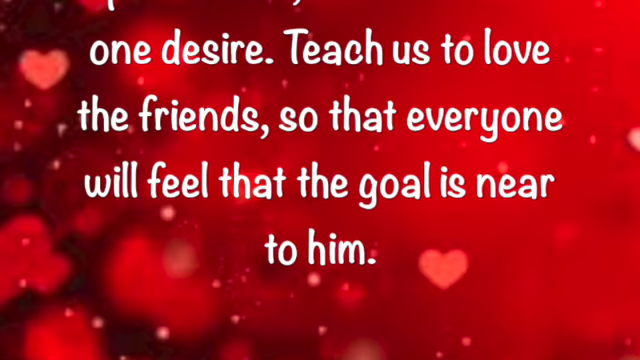 one desire. Teach us to love
the friends, so that everyone
will feel that the goal is near
to him.